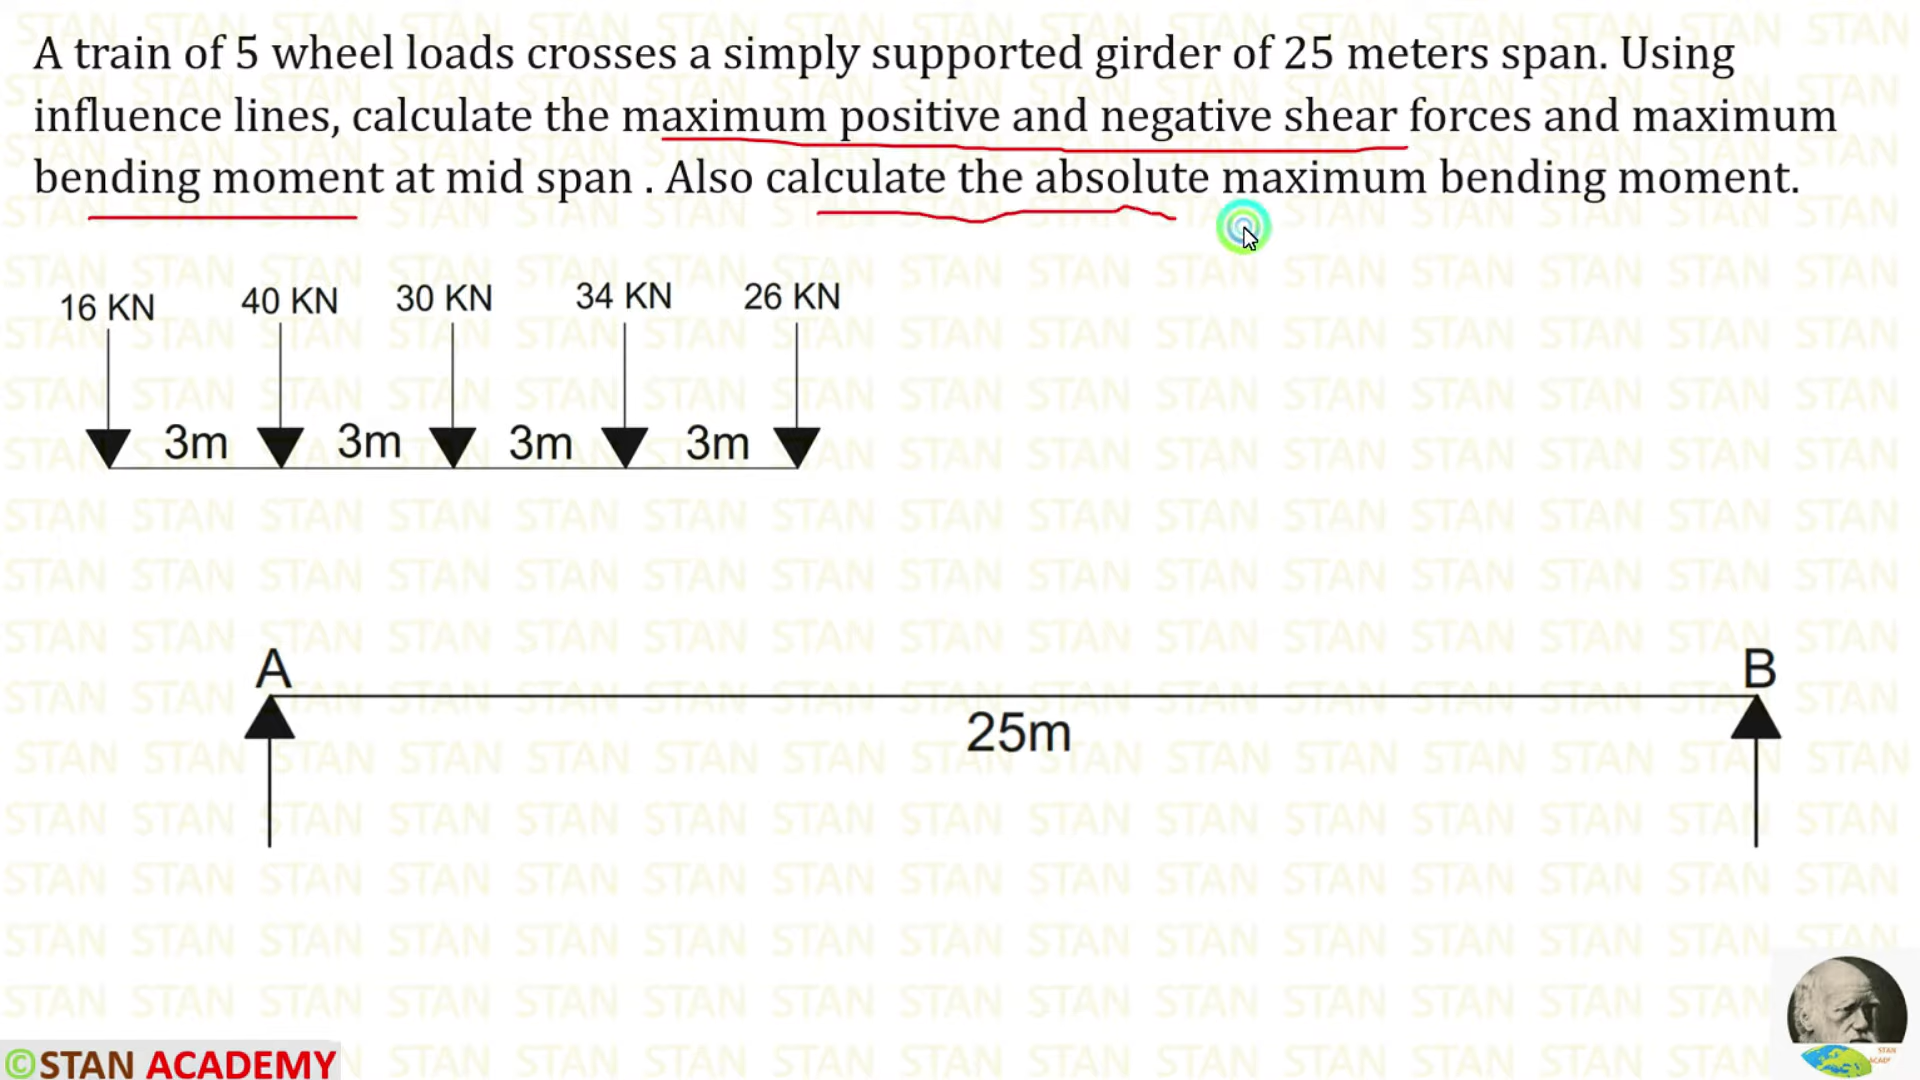 A train of 5 wheel loads crosses a simply supported girder of 25 meters span. Using
influence lines, calculate the maximum positive and negative shear forces and maximum
bending moment at mid span . Also calculate the absolute maximum bending moment.
16 KN 40 KN 30 KN 34 KN 26 KN
3m 3m 3m 3m
A B
25m
©STAN ACADEMY
STAN
ACADY